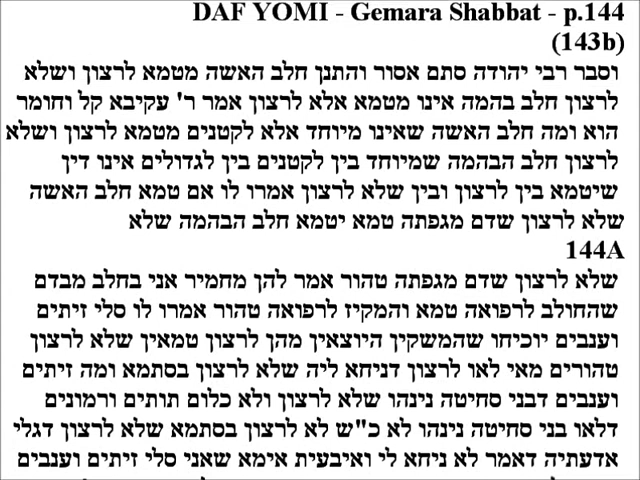 DAF YOMI - Gemara Shabbat - p.144
(143b)
וסבר רבי יהודה סתם אסור והתנן חלב האשה מטמא לרצון ושלא
לרצון חלב בהמה אינו מטמא אלא לרצון אמר ר' עקיבא קל וחומר
הוא ומה חלב האשה שאינו מיוחד אלא לקטנים מטמא לרצון ושלא
לרצון חלב הבהמה שמיוחד בין לקטנים בין לגדולים אינו דין
שיטמא בין לרצון ובין שלא לרצון אמרו לו אם טמא חלב האשה
שלא לרצון שדם מגפתה טמא יטמא חלב הבהמה שלא
144A
שלא לרצון שדם מגפתה טהור אמר להן מחמיר אני בחלב מבדם
שהחולב לרפואה טמא והמקיז לרפואה טהור אמרו לו סלי זיתים
וענבים יוכיחו שהמשקין היוצאין מהן לרצון טמאין שלא לרצון
טהורים מאי לאו לרצון דניחא ליה שלא לרצון בסתמא ומה זיתים
וענבים דבני סחיטה נינהו שלא לרצון ולא כלום תותים ורמונים
דלאו בני סחיטה נינהו לא כ"ש לא לרצון בסתמא שלא לרצון דגלי
אדעתיה דאמר לא ניחא לי ואיבעית אימא שאני סלי זיתים וענבים